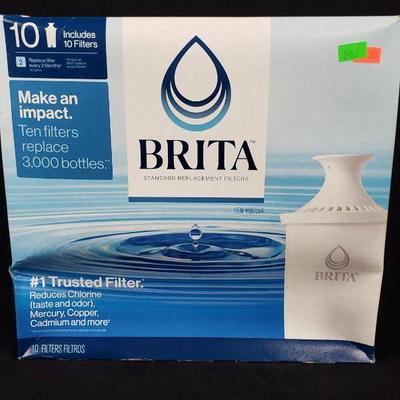 10 Includes
10 Filters
2 Replace filter
every 2 Months†
Make an
impact.
Ten filters
replace
3,000 bottles.**
BRITA™
STANDARD REPLACEMENT FILTERS
BRITA
#1 Trusted Filter.*
Reduces Chlorine
(taste and odor),
Mercury, Copper,
Cadmium and more†
10 FILTERS FILTROS